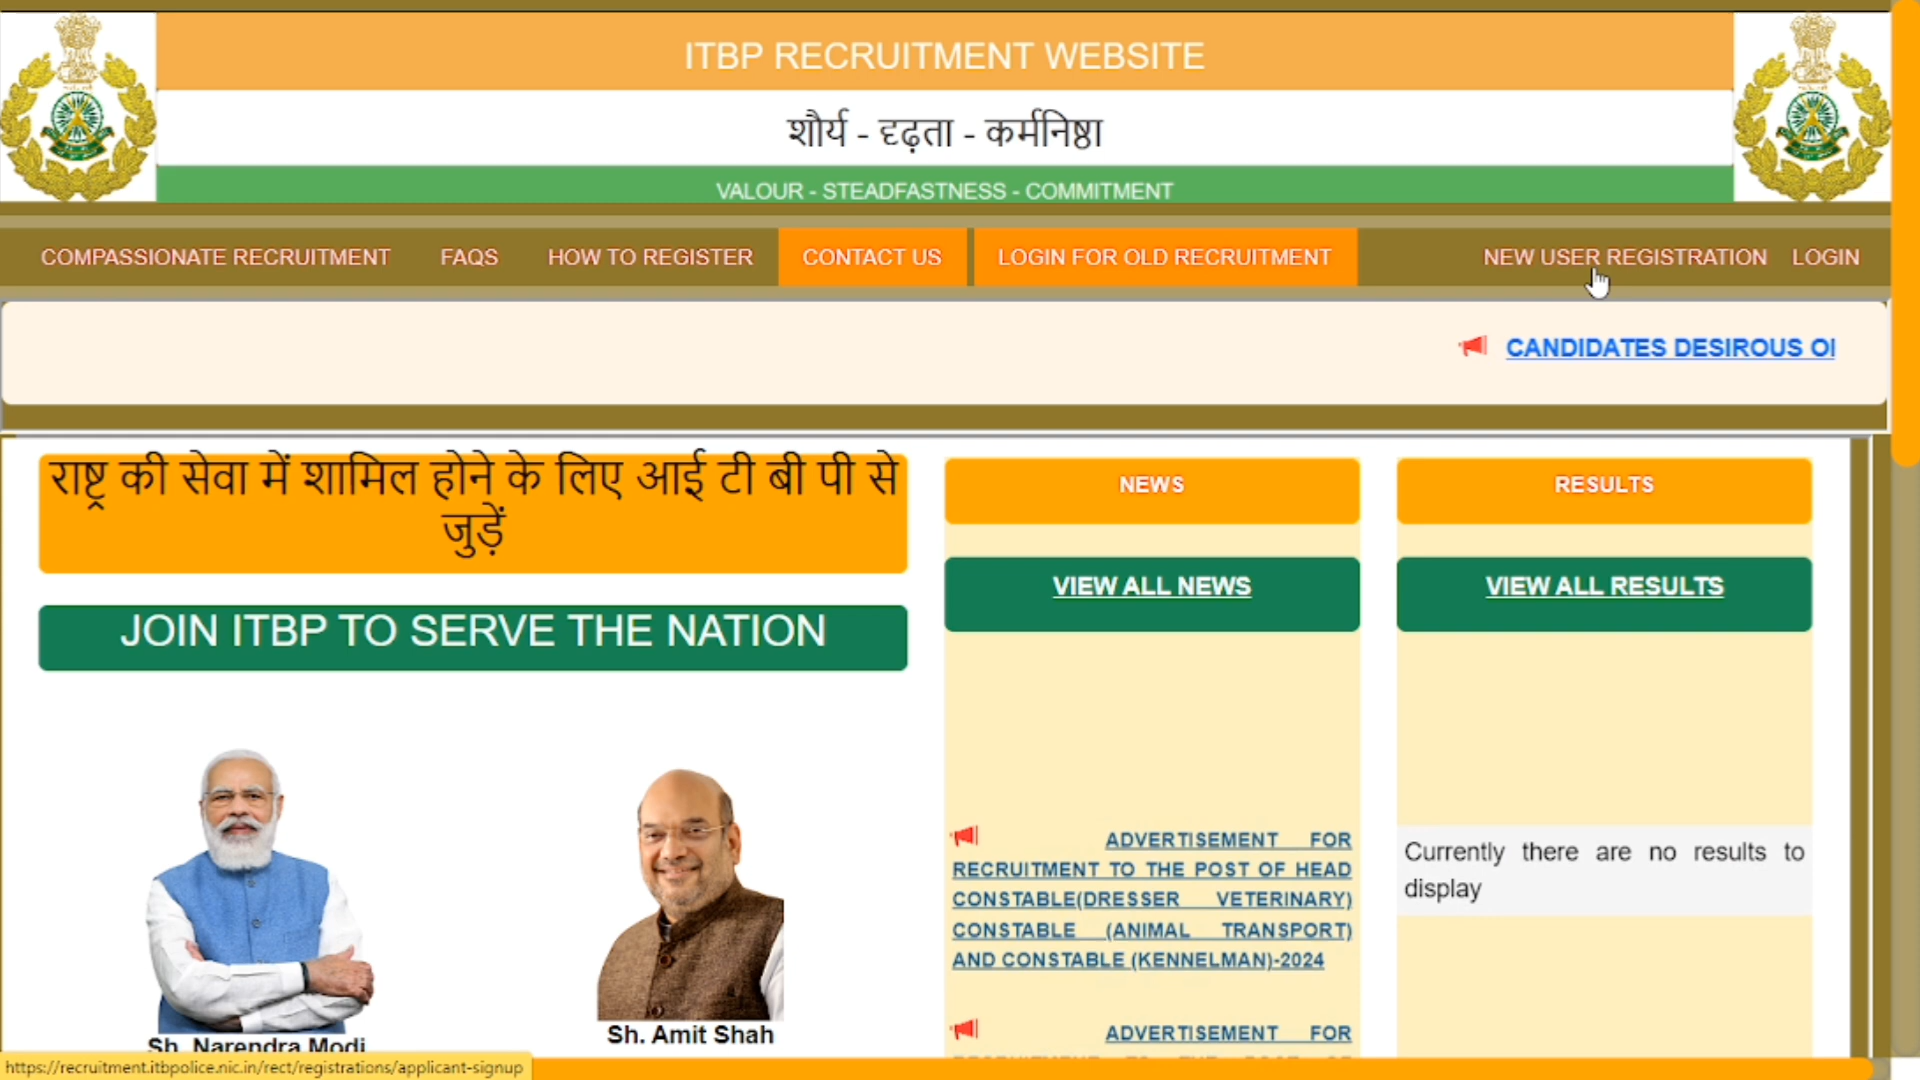 ITBP RECRUITMENT WEBSITE
शौर्य - दृढ़ता - कर्मनिष्ठा
VALOUR - STEADFASTNESS - COMMITMENT
COMPASSIONATE RECRUITMENT FAQS HOW TO REGISTER CONTACT US LOGIN FOR OLD RECRUITMENT NEW USER REGISTRATION LOGIN
CANDIDATES DESIROUS
राष्ट्र की सेवा में शामिल होने के लिए आई टी बी पी से
जुड़ें
JOIN ITBP TO SERVE THE NATION
Sh. Narendra Modi
Sh. Amit Shah
NEWS
VIEW ALL NEWS
ADVERTISEMENT FOR
RECRUITMENT TO THE POST OF HEAD
CONSTABLE(DRESSER VETERINARY)
CONSTABLE (ANIMAL TRANSPORT)
AND CONSTABLE (KENNELMAN)-2024
ADVERTISEMENT FOR
RESULTS
VIEW ALL RESULTS
Currently there are no results to
display
https://recruitment.itbpolice.nic.in/rect/registrations/applicant-signup